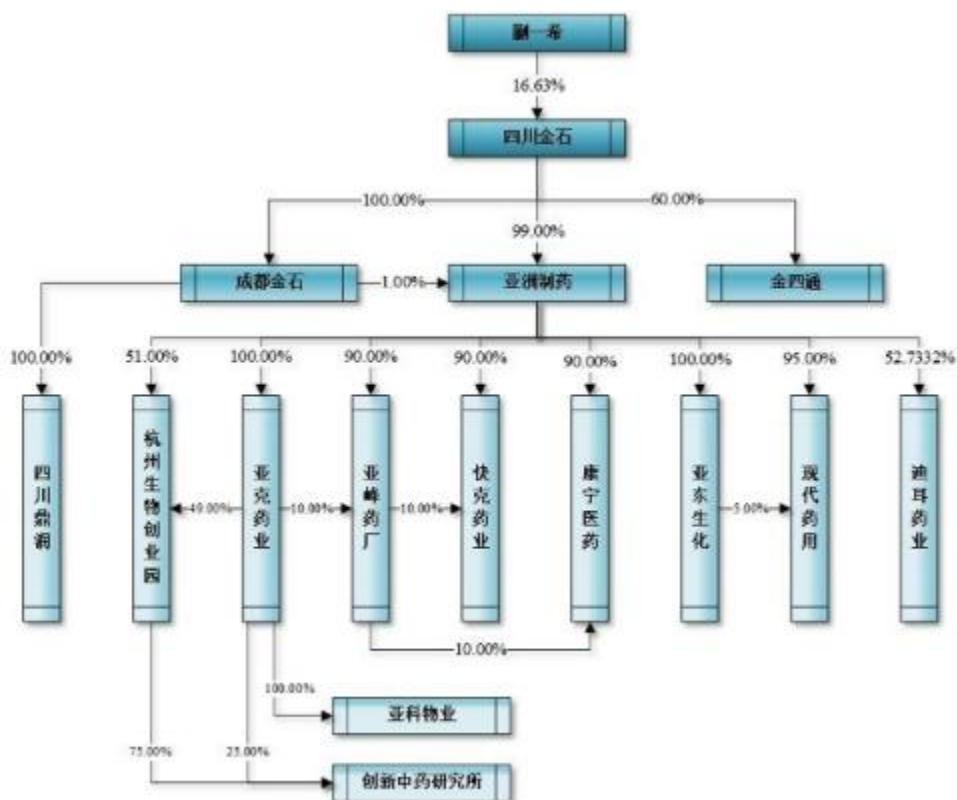 蒯一希
16.63%
四川金石
100.00%
60.00%
99.00%
成都金石
1.00%
亚洲制药
金四通
100.00%
51.00%
100.00%
90.00%
90.00%
90.00%
100.00%
95.00%
52.7332%
四川鼎润
杭州生物创业园
49.00%
亚克药业
10.00%
亚峰药厂
10.00%
快克药业
康宁医药
亚东生化
5.00%
现代药用
迪耳药业
10.00%
100.00%
亚科物业
75.00%
25.00%
创新中药研究所